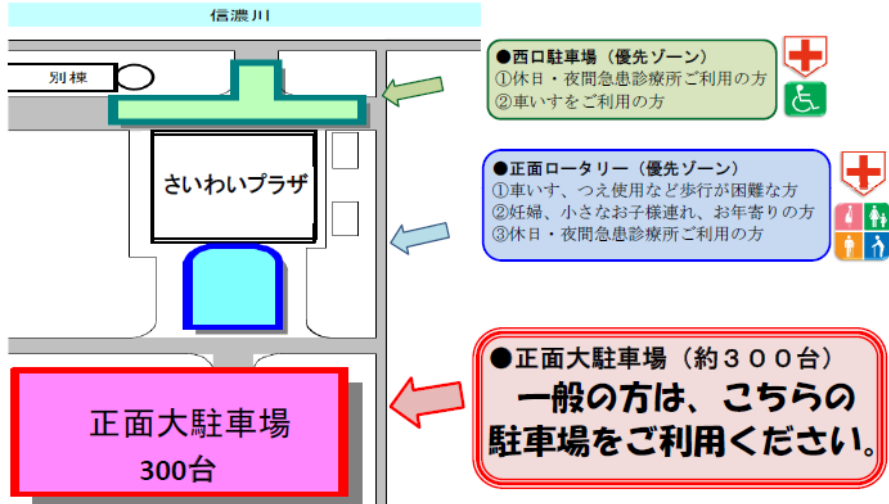 信濃川
別棟
さいわいプラザ
正面大駐車場
300台
●西口駐車場（優先ゾーン）
①休日・夜間急患診療所ご利用の方
②車いすをご利用の方
●正面ロータリー（優先ゾーン）
①車いす、つえ使用など歩行が困難な方
②妊婦、小さなお子様連れ、お年寄りの方
③休日・夜間急患診療所ご利用の方
●正面大駐車場（約３００台）
一般の方は、こちらの
駐車場をご利用ください。